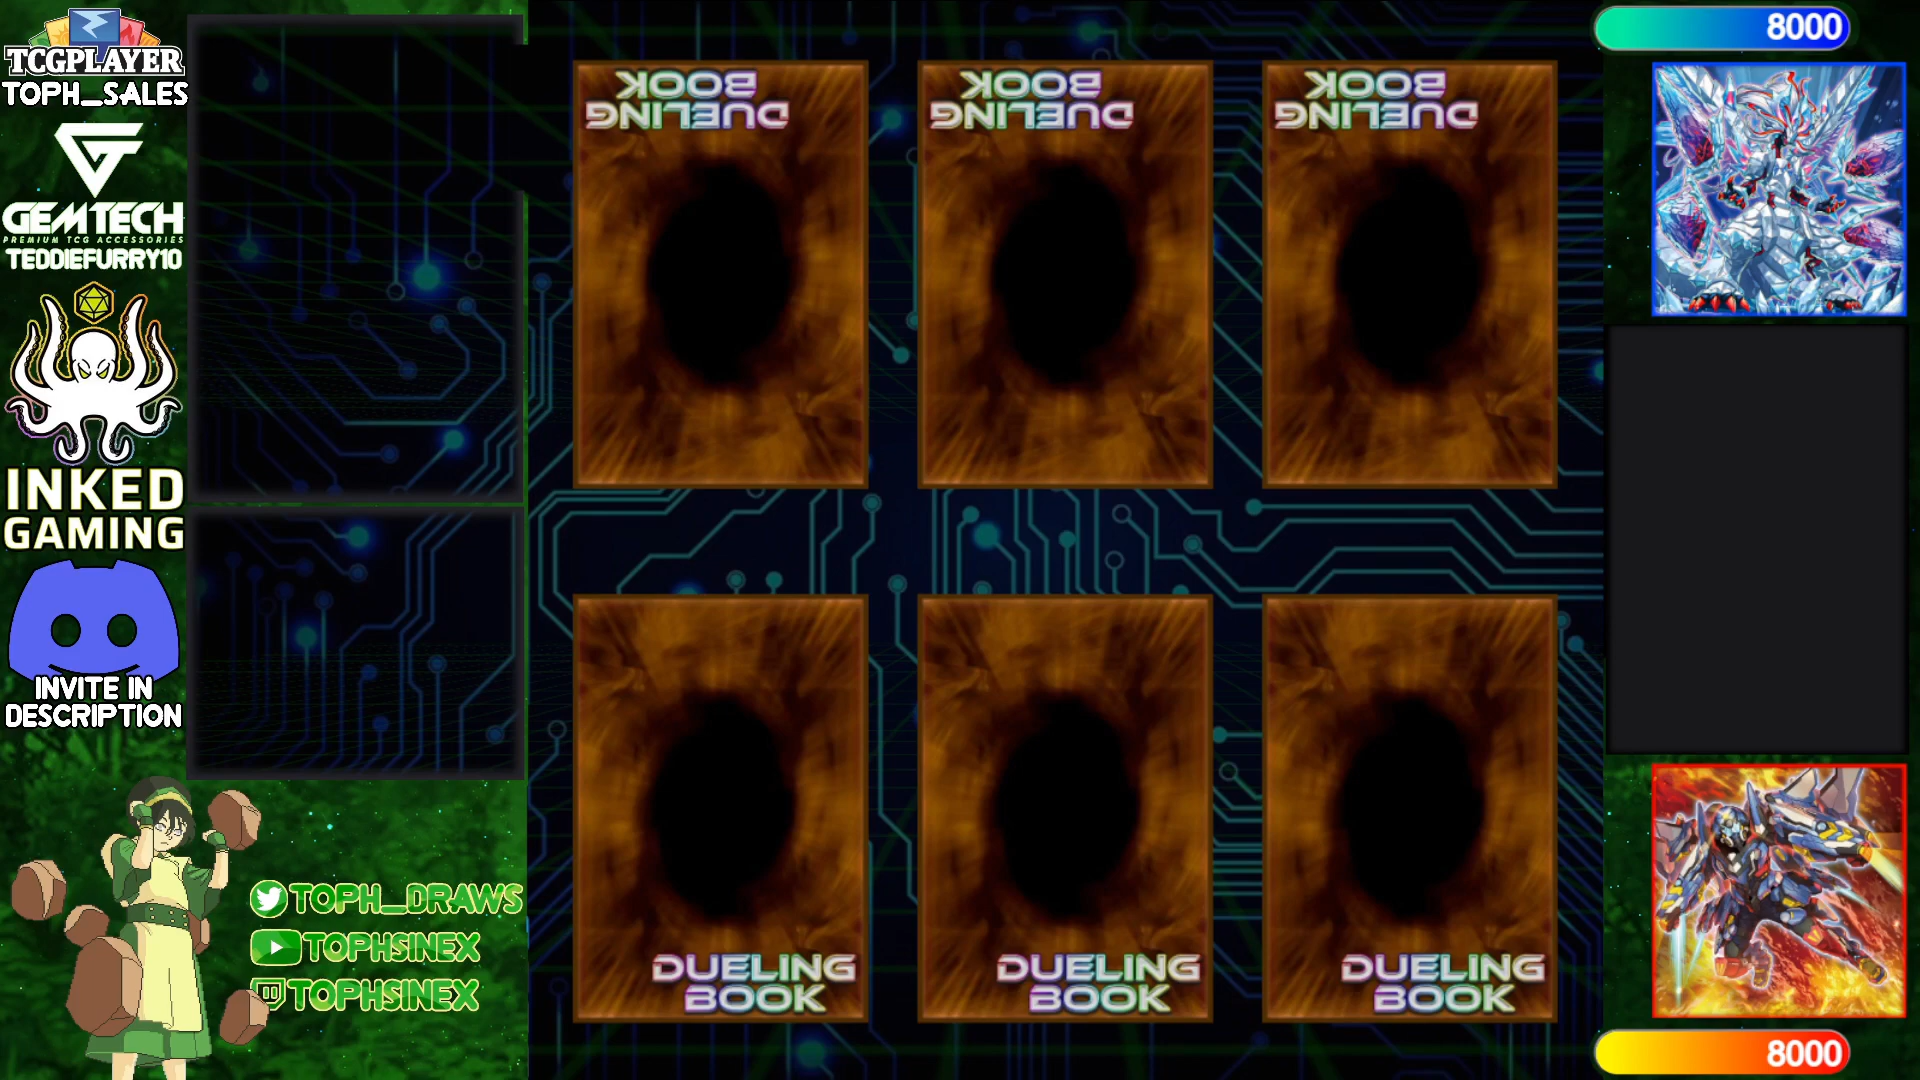 TCGPLAYER
TOPH_SALES
GEMTECH
PREMIUM TCG ACCESSORIES
TEDDIEFURRY10
INKED
GAMING
INVITE IN
DESCRIPTION
TOPH_DRAWS
TOPHSINEX
TOPHSINEX
DUELING
BOOK
DUELING
BOOK
DUELING
BOOK
DUELING
BOOK
DUELING
BOOK
DUELING
BOOK
8000
8000